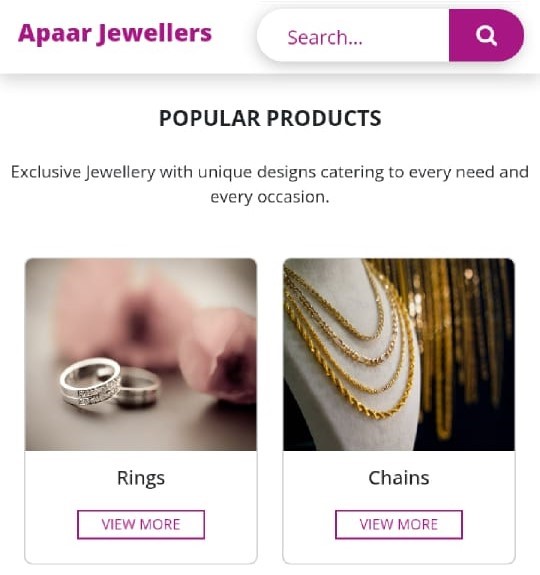 Apaar Jewellers
Search...
POPULAR PRODUCTS
Exclusive Jewellery with unique designs catering to every need and
every occasion.
Rings
Chains
VIEW MORE
VIEW MORE